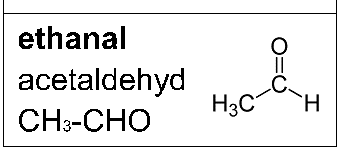 ethanal
acetaldehyd
CH₃-CHO
O
H₃C
C
H